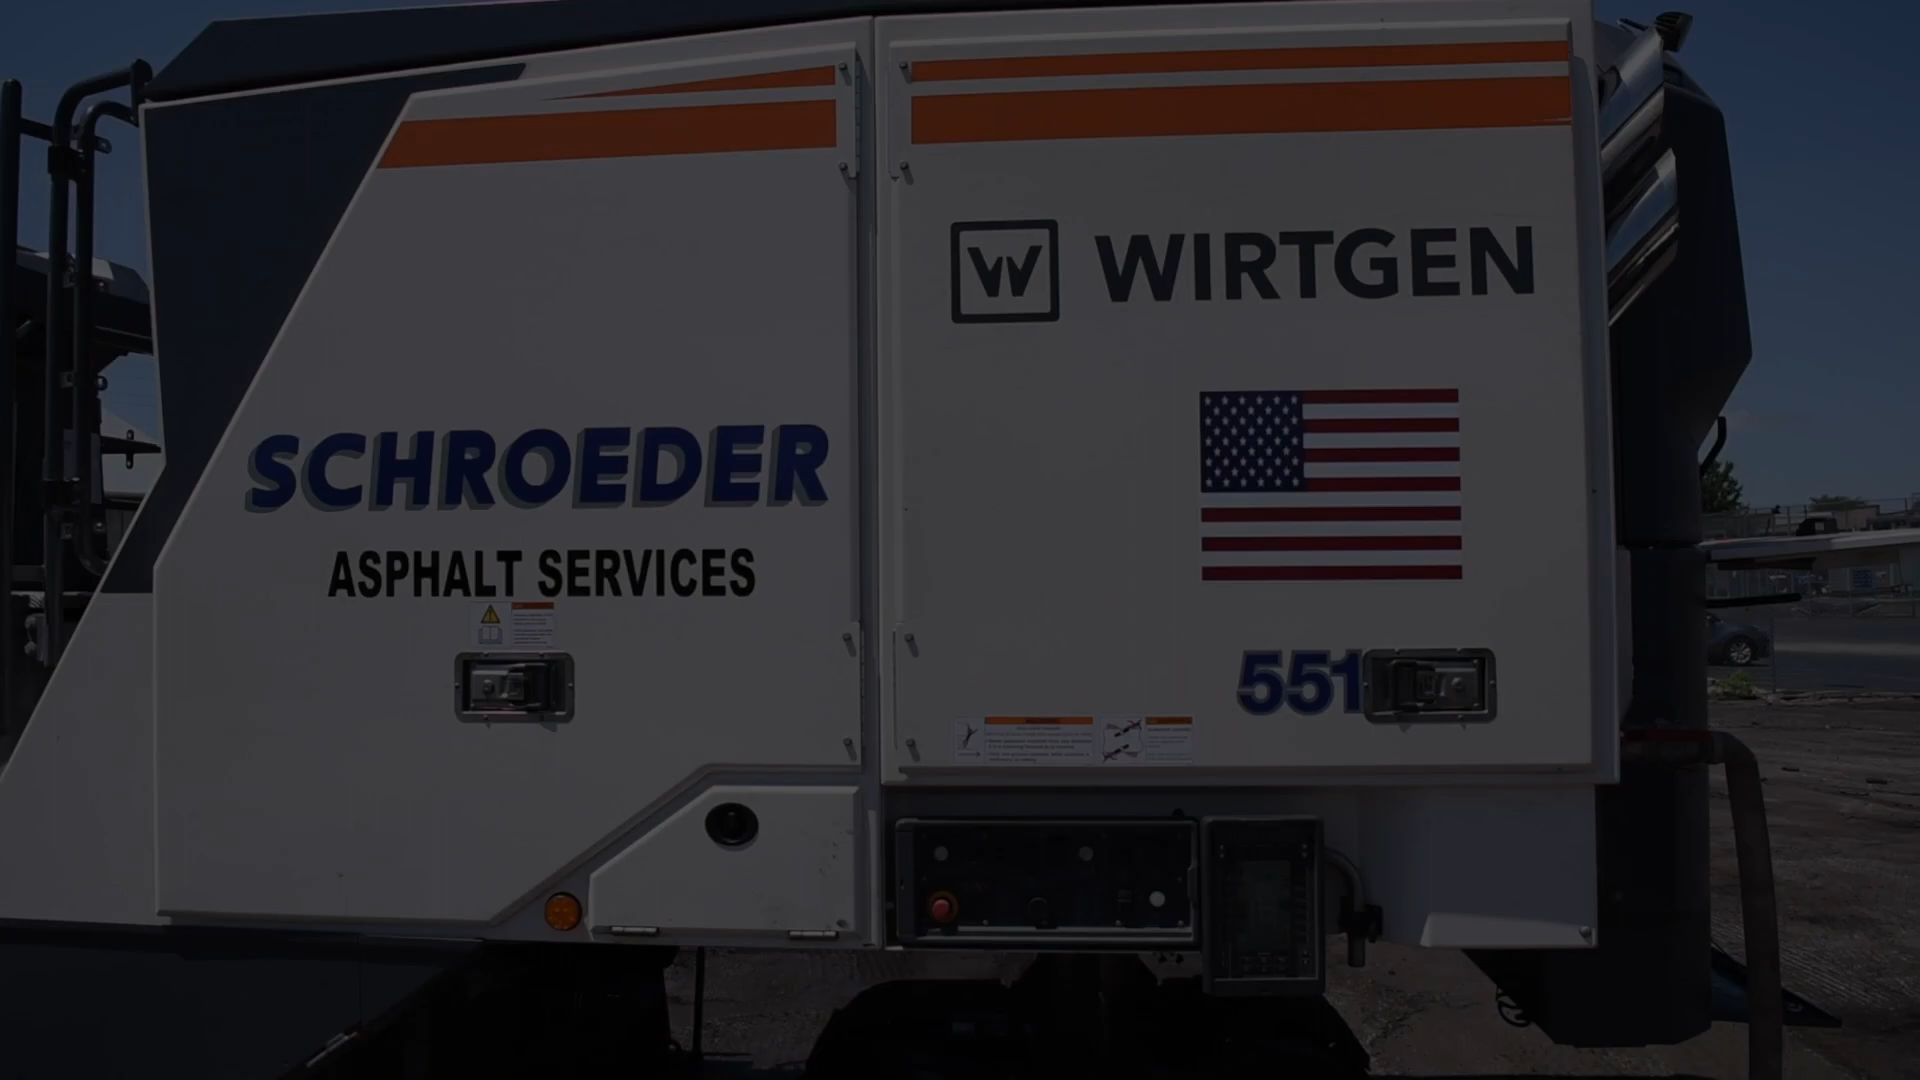 WIRTGEN
SCHROEDER
ASPHALT SERVICES
551